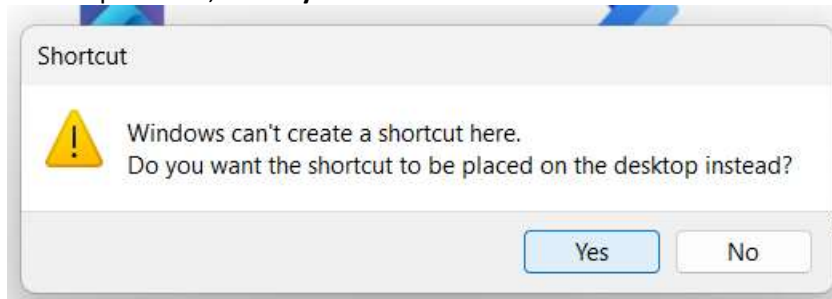 Shortcut
Windows can't create a shortcut here.
Do you want the shortcut to be placed on the desktop instead?
Yes
No